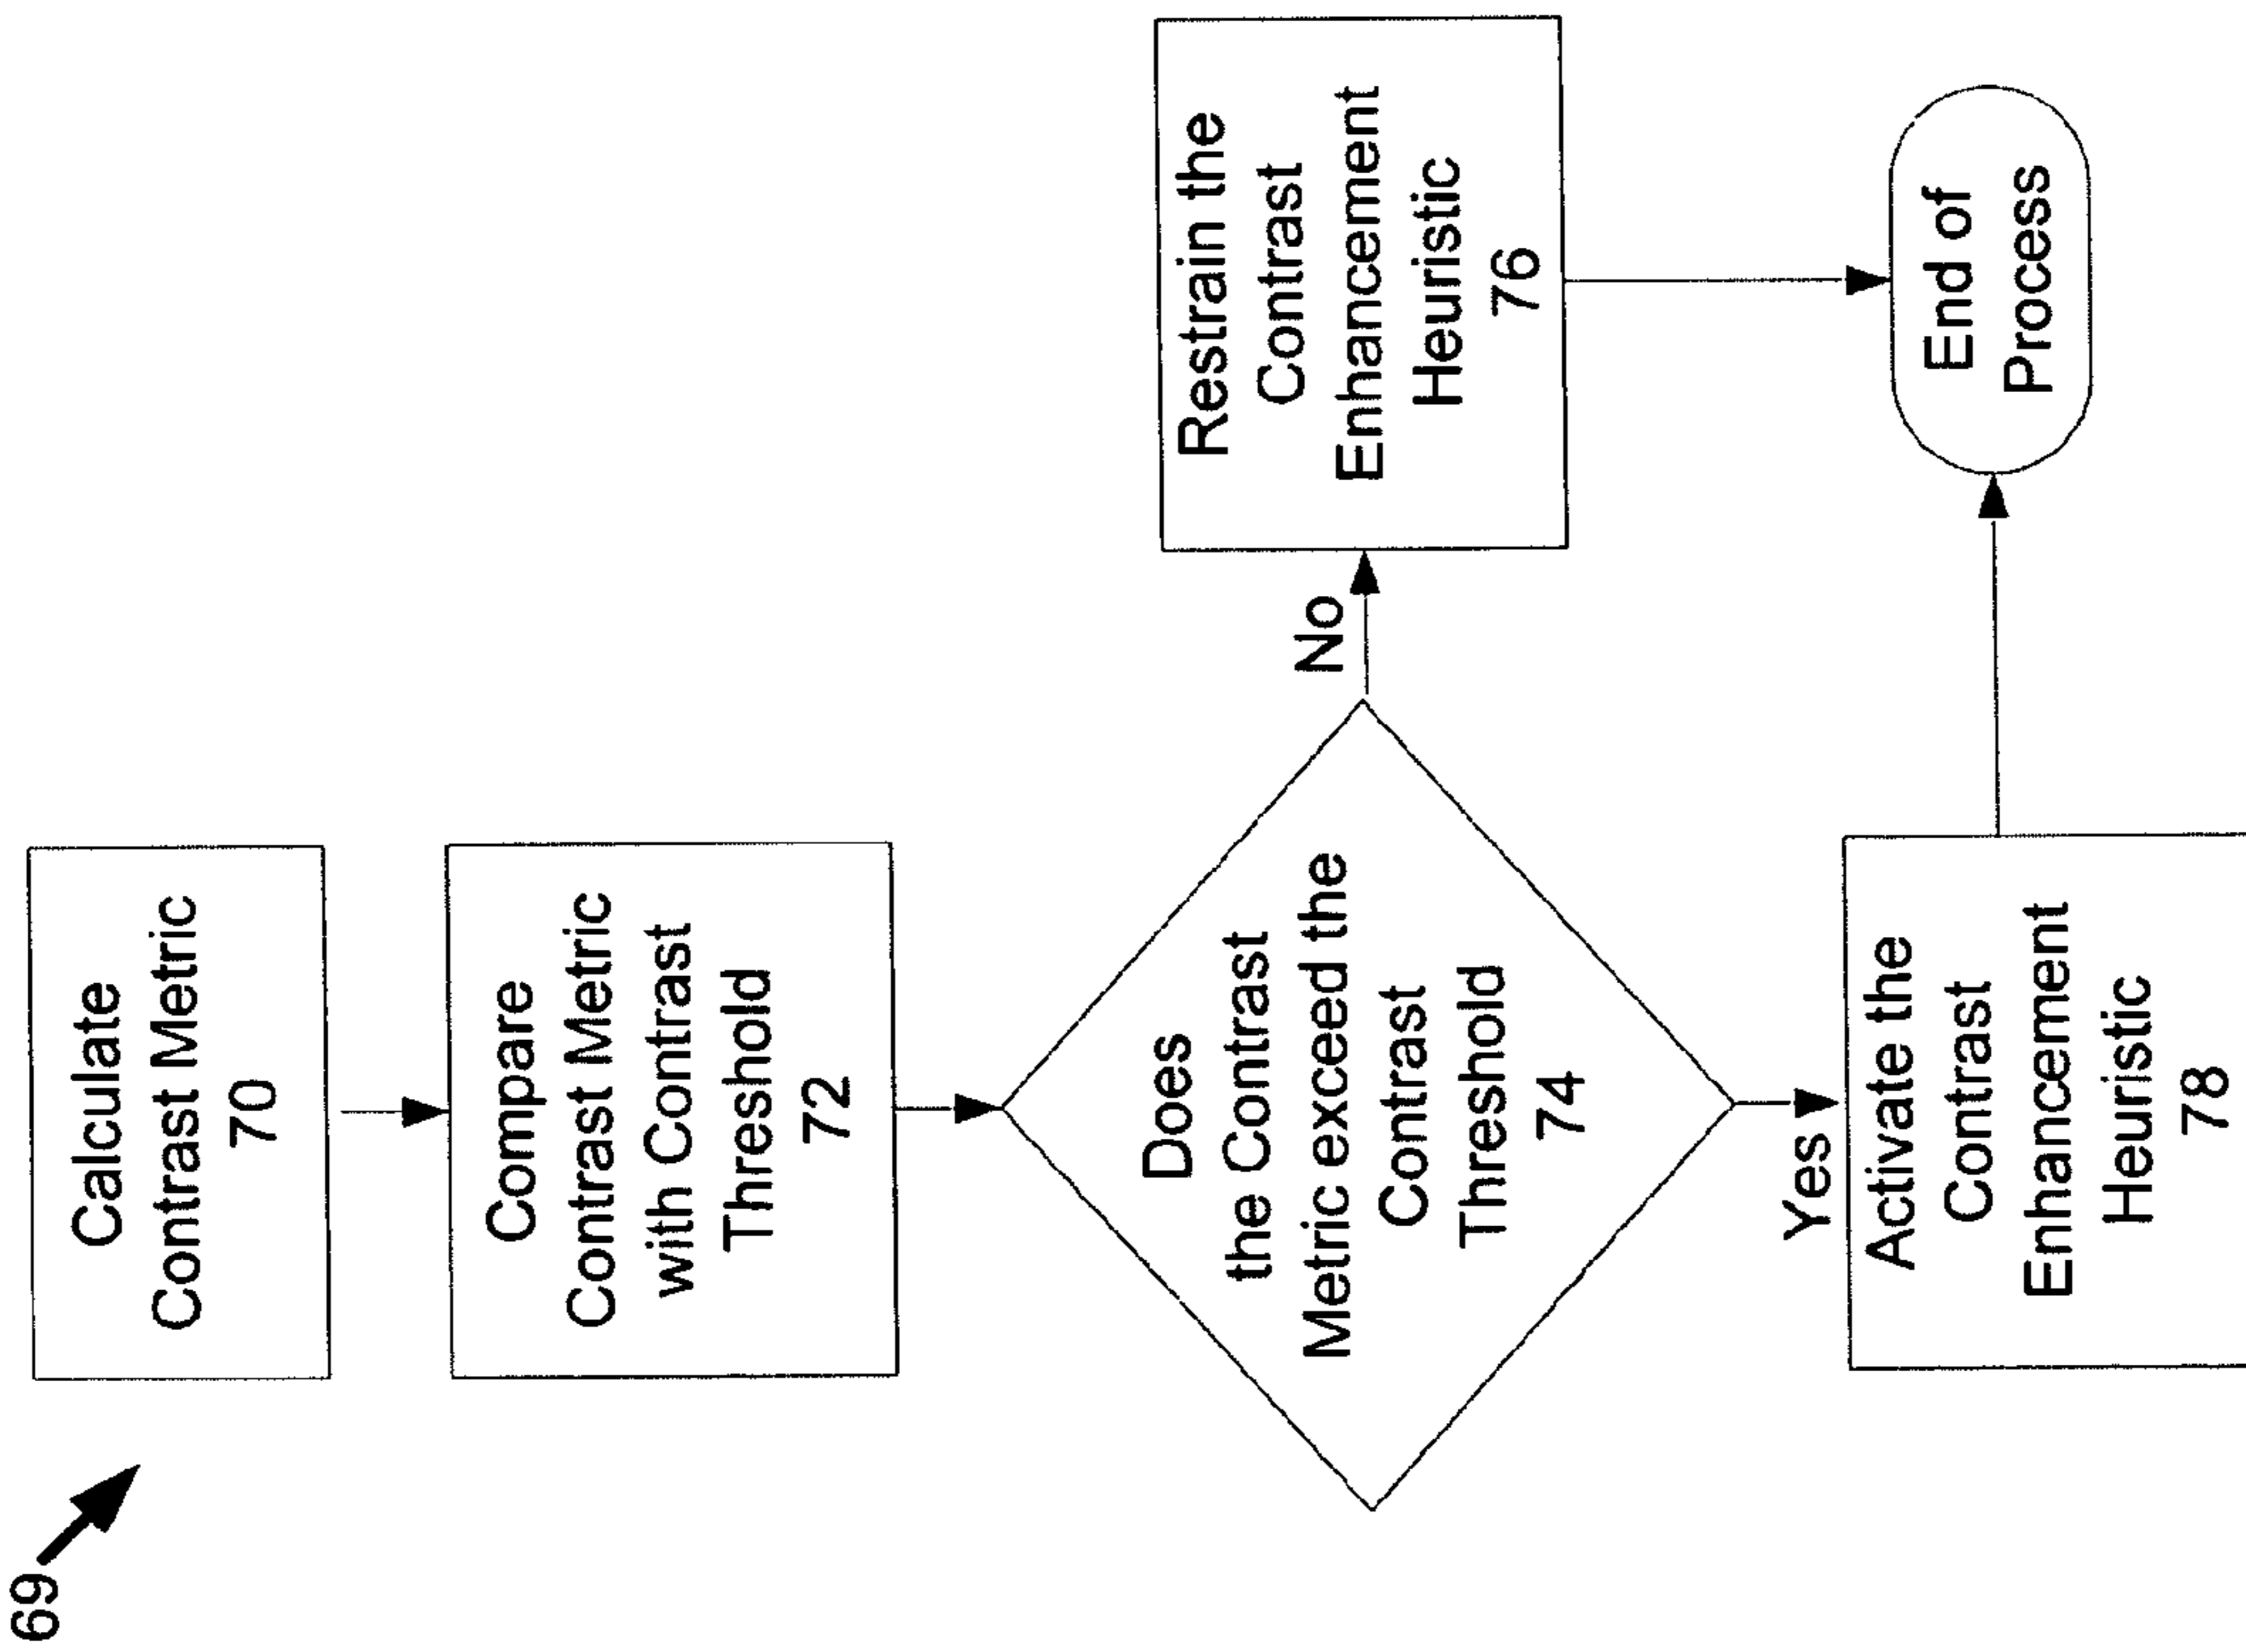 69
Calculate
Contrast Metric
70
Compare
Contrast Metric
with Contrast
Threshold
72
Does
the Contrast
Metric exceed the
Contrast
Threshold
74
No
Restrain the
Contrast
Enhancement
Heuristic
76
Yes
Activate the
Contrast
Enhancement
Heuristic
78
End of
Process